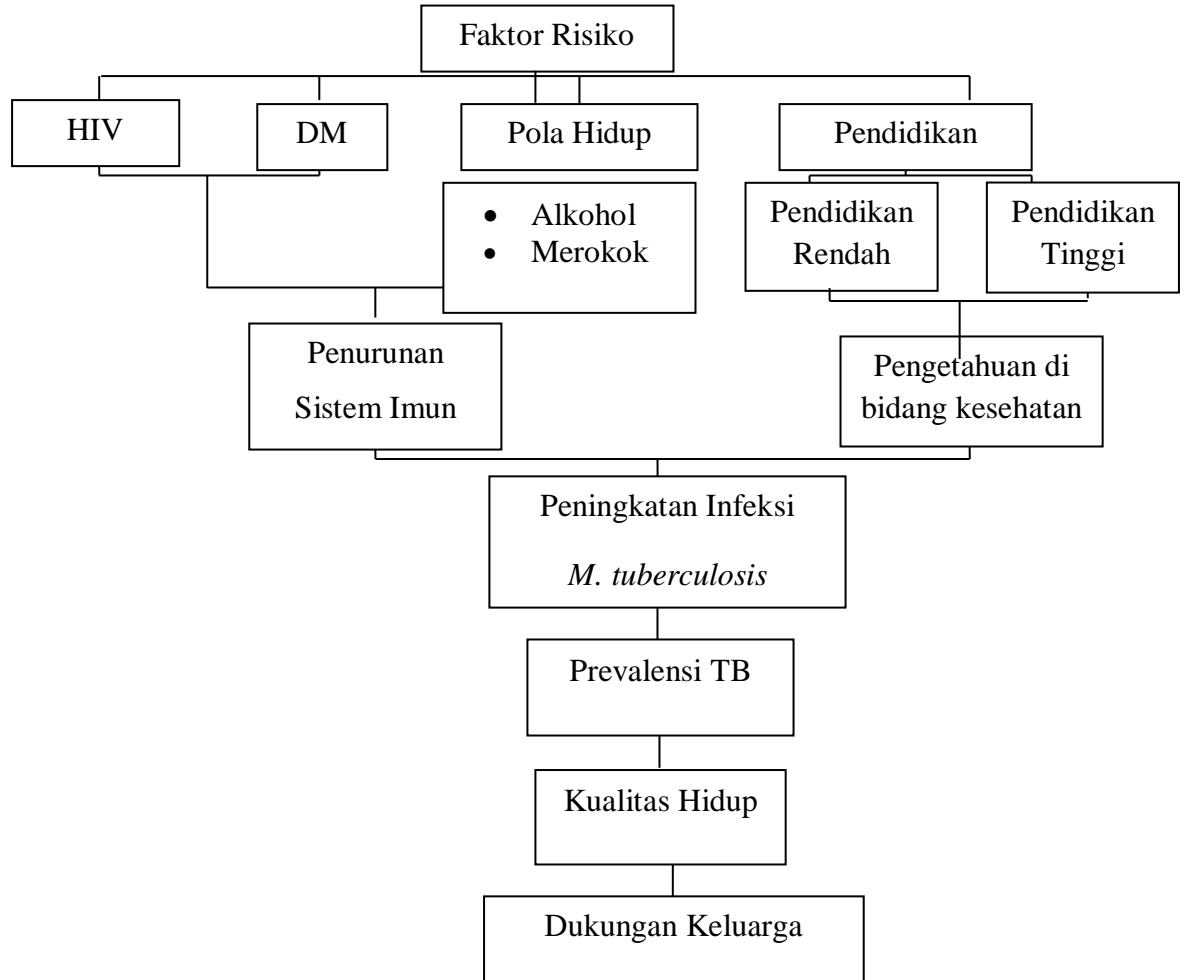 Faktor Risiko
HIV
DM
Pola Hidup
Pendidikan
• Alkohol
• Merokok
Pendidikan
Rendah
Pendidikan
Tinggi
Penurunan
Sistem Imun
Pengetahuan di
bidang kesehatan
Peningkatan Infeksi
M. tuberculosis
Prevalensi TB
Kualitas Hidup
Dukungan Keluarga